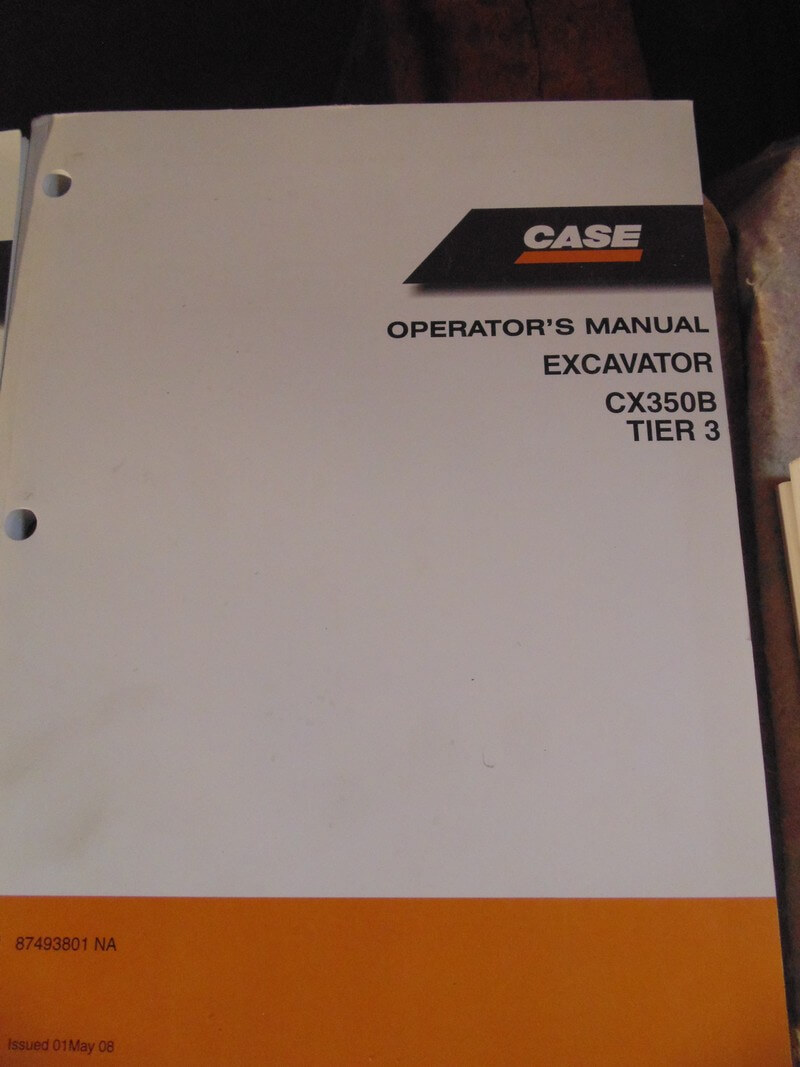 CASE
OPERATOR'S MANUAL
EXCAVATOR
CX350B
TIER 3
87493801 NA
Issued 01May 08